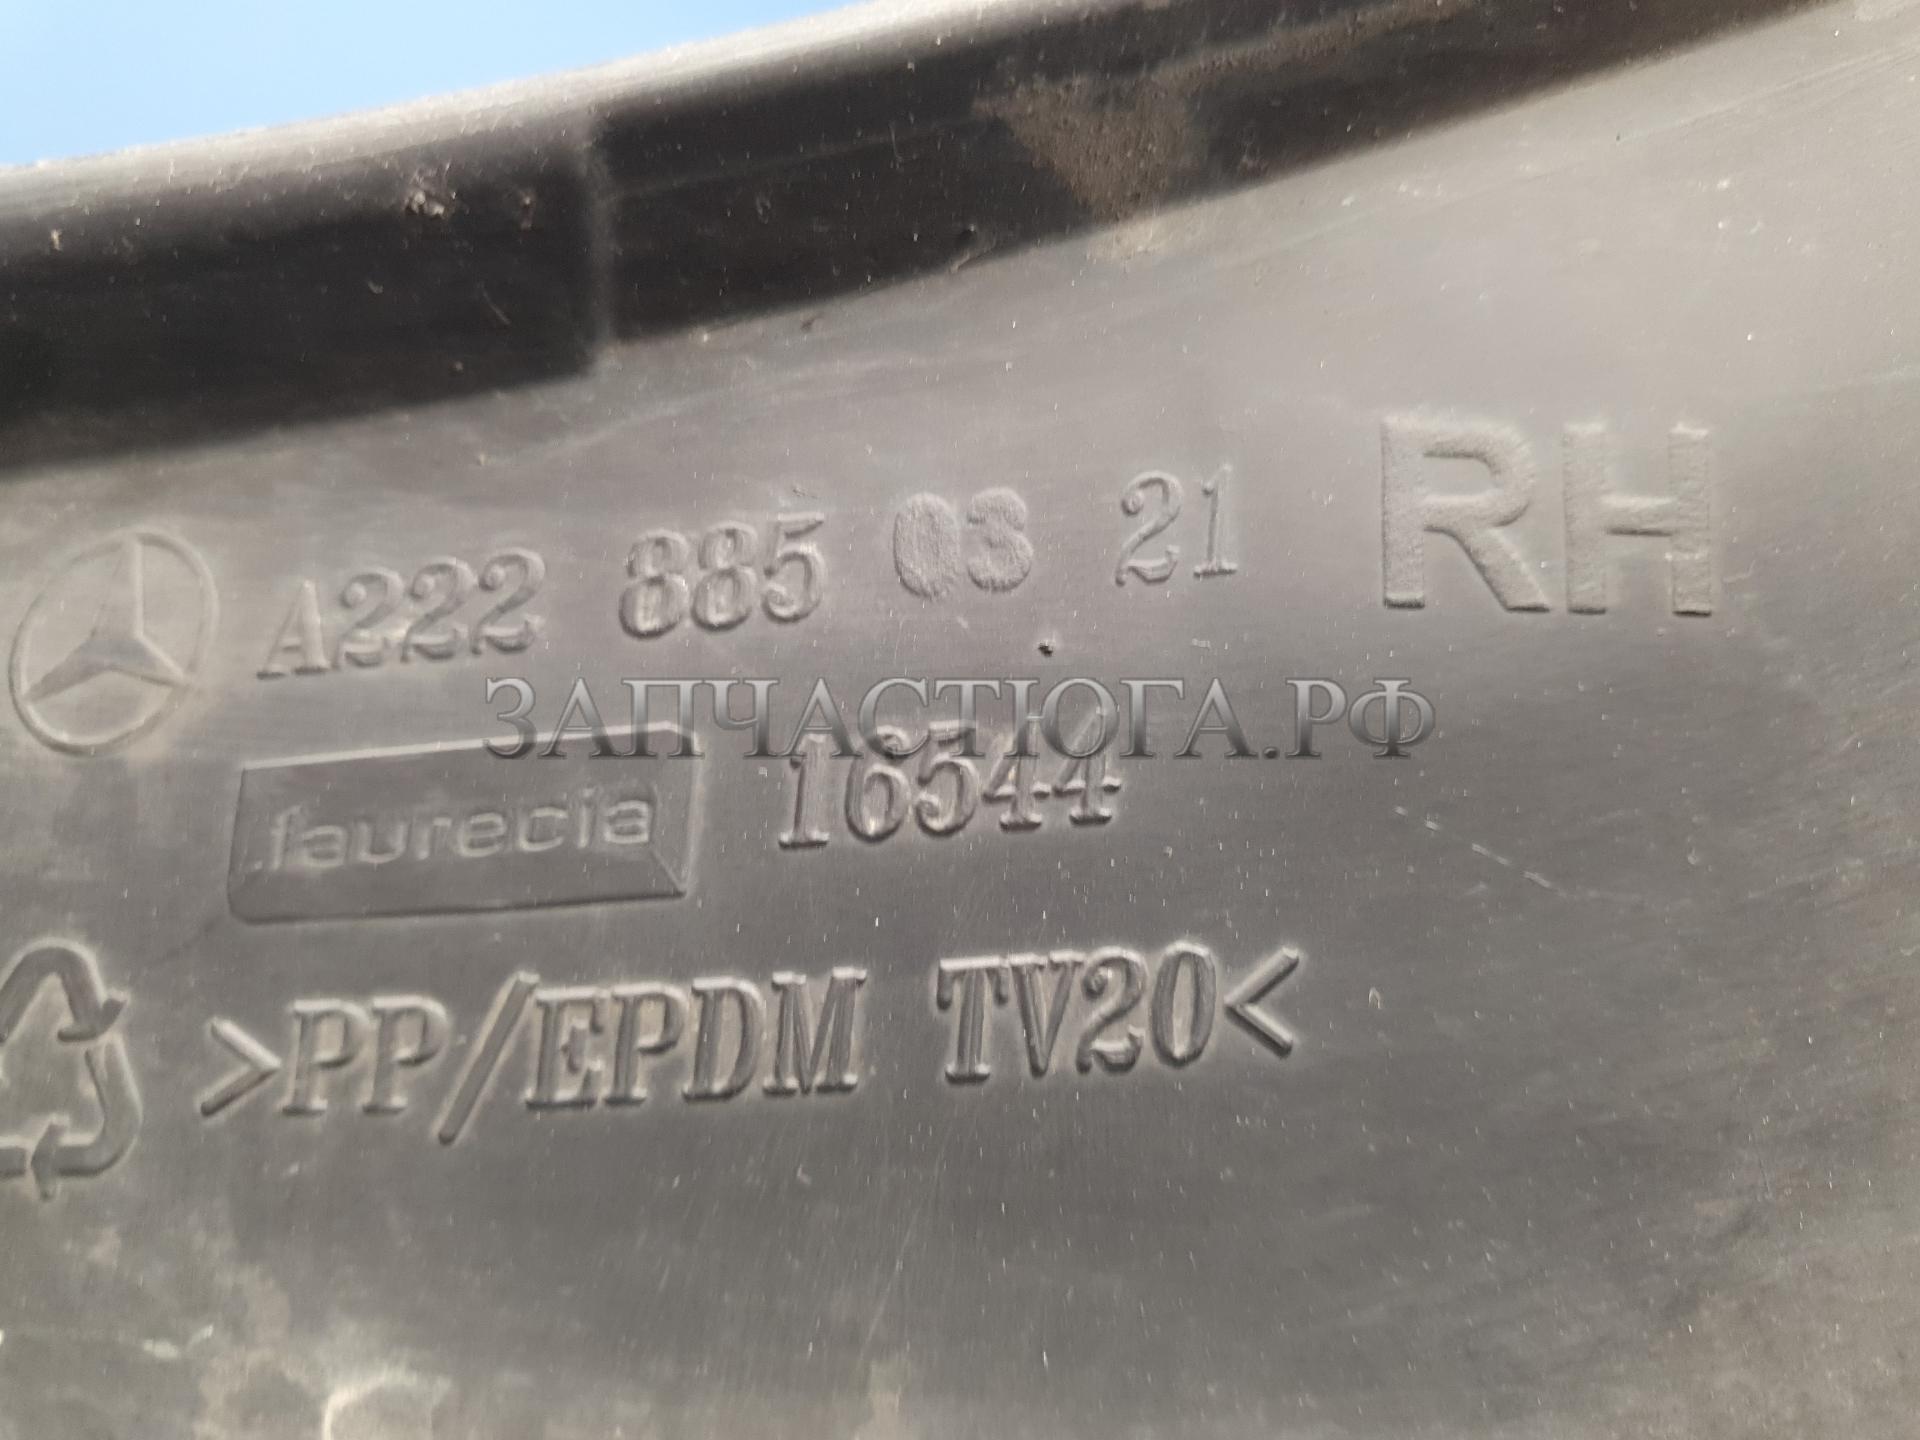 A222 885 03 21 RH
ЗАПЧАСТЮГА.РФ
faurecia 16544
>PP/EPDM TV20<